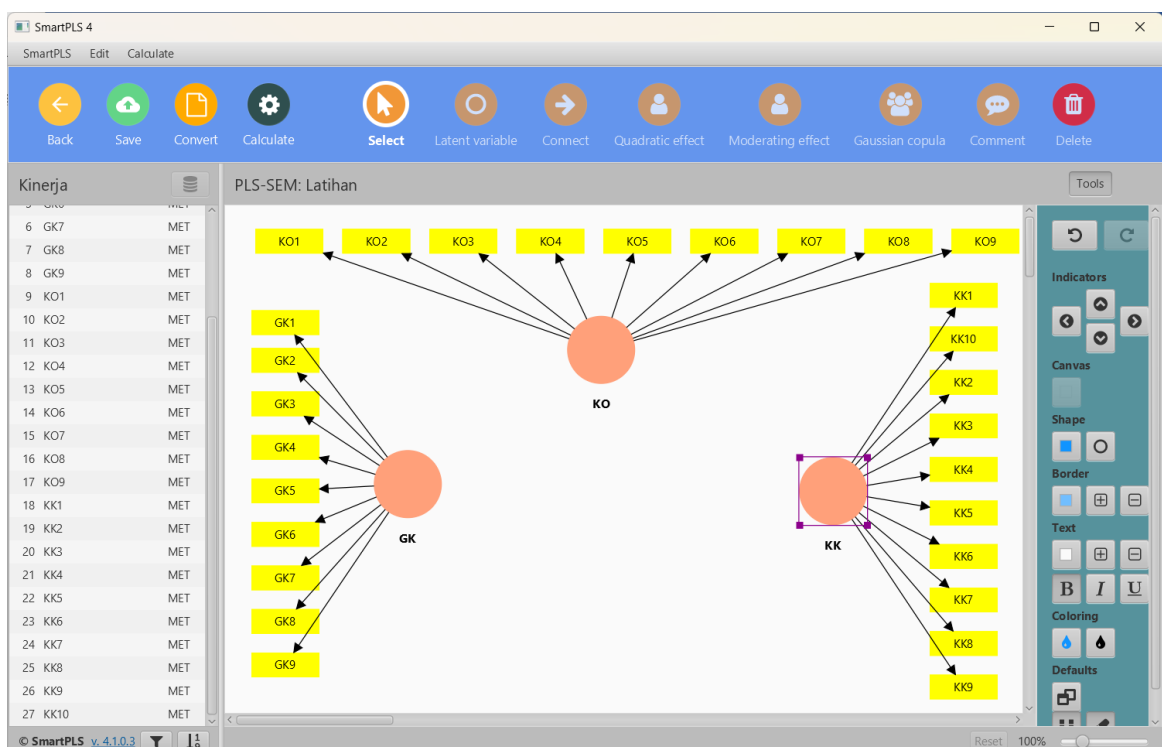 SmartPLS 4
SmartPLS Edit Calculate
Back Save Convert Calculate Select Latent variable Connect Quadratic effect Moderating effect Gaussian copula Comment Delete
Kinerja
PLS-SEM: Latihan
Tools
6 GK7 MET
7 GK8 MET
8 GK9 MET
9 KO1 MET
10 KO2 MET
11 KO3 MET
12 KO4 MET
13 KO5 MET
14 KO6 MET
15 KO7 MET
16 KO8 MET
17 KO9 MET
18 KK1 MET
19 KK2 MET
20 KK3 MET
21 KK4 MET
22 KK5 MET
23 KK6 MET
24 KK7 MET
25 KK8 MET
26 KK9 MET
27 KK10 MET
© SmartPLS v. 4.1.0.3
KO1 KO2 KO3 KO4 KO5 KO6 KO7 KO8 KO9
KO
GK1
GK2
GK3
GK4
GK5
GK6
GK7
GK8
GK9
GK
KK1
KK10
KK2
KK3
KK4
KK5
KK6
KK7
KK8
KK9
KK
Indicators
Canvas
Shape
Border
Text
B I U
Coloring
Defaults
Reset 100%